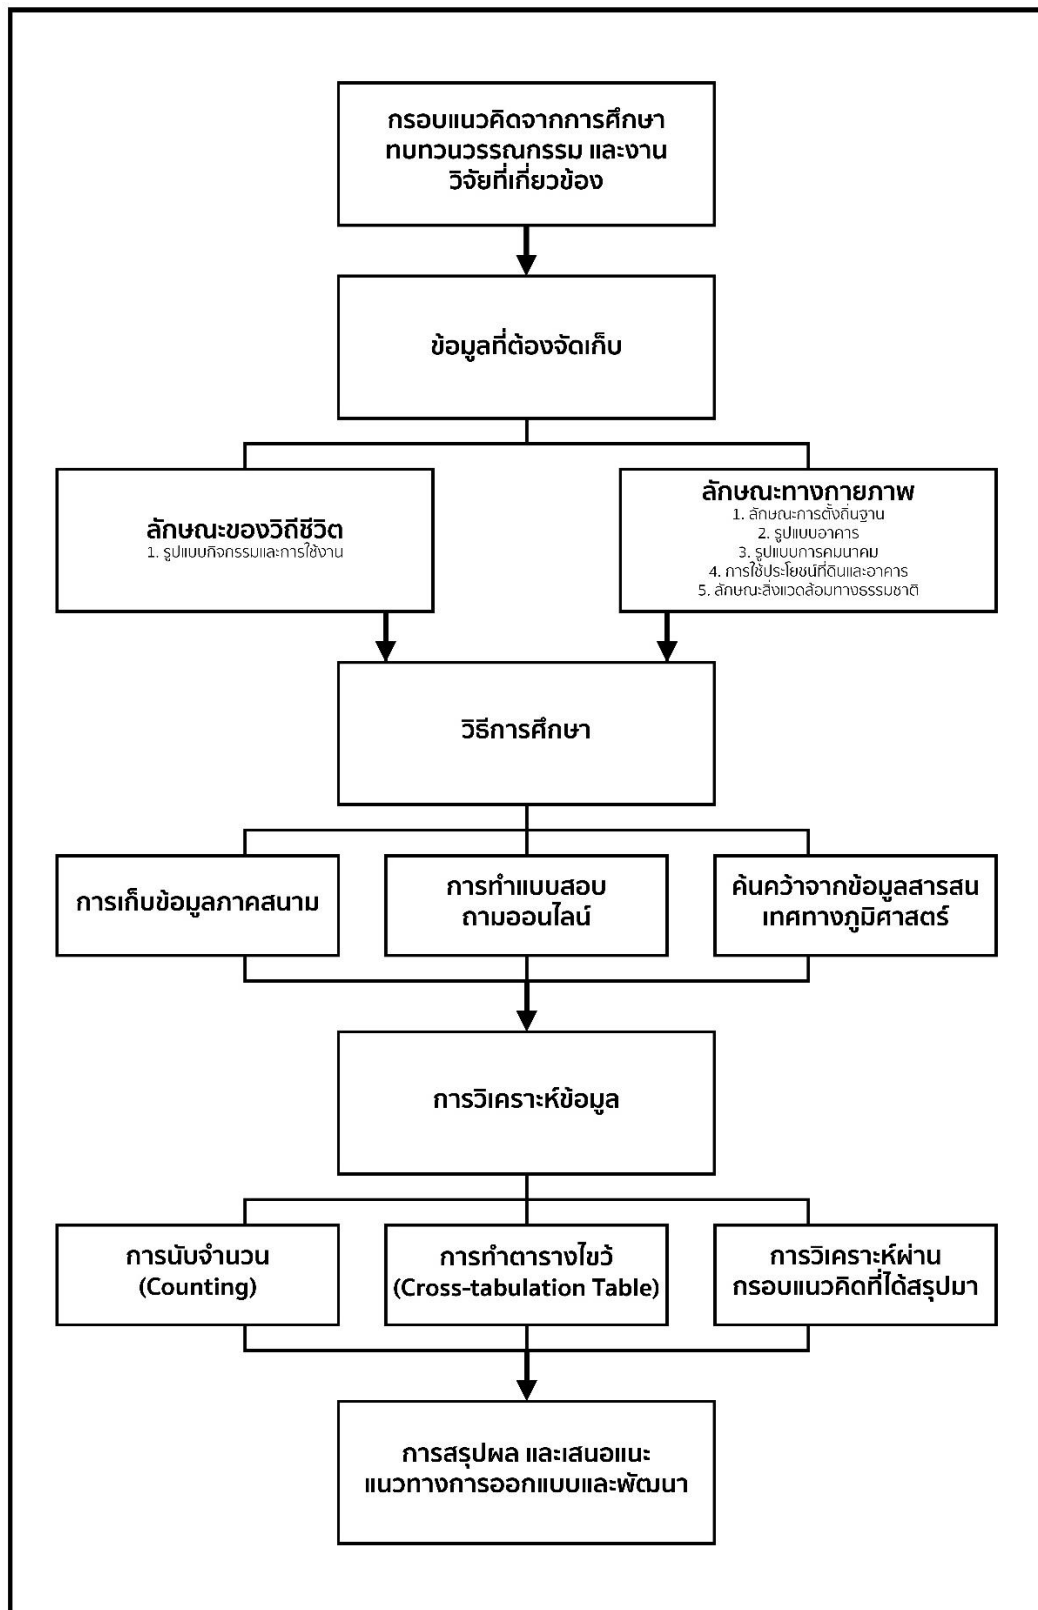 กรอบแนวคิดจากการศึกษา
ทบทวนวรรณกรรม และงาน
วิจัยที่เกี่ยวข้อง
ข้อมูลที่ต้องจัดเก็บ
ลักษณะของวิถีชีวิต
1. รูปแบบกิจกรรมและการใช้งาน
ลักษณะทางกายภาพ
1. ลักษณะการตั้งถิ่นฐาน
2. รูปแบบอาคาร
3. รูปแบบการคมนาคม
4. การใช้ประโยชน์ที่ดินและอาคาร
5. ลักษณะสิ่งแวดล้อมทางธรรมชาติ
วิธีการศึกษา
การเก็บข้อมูลภาคสนาม
การทำแบบสอบ
ถามออนไลน์
ค้นคว้าจากข้อมูลสารสน
เทศทางภูมิศาสตร์
การวิเคราะห์ข้อมูล
การนับจำนวน
(Counting)
การทำตารางไขว้
(Cross-tabulation Table)
การวิเคราะห์ผ่าน
กรอบแนวคิดที่ได้สรุปมา
การสรุปผล และเสนอแนะ
แนวทางการออกแบบและพัฒนา